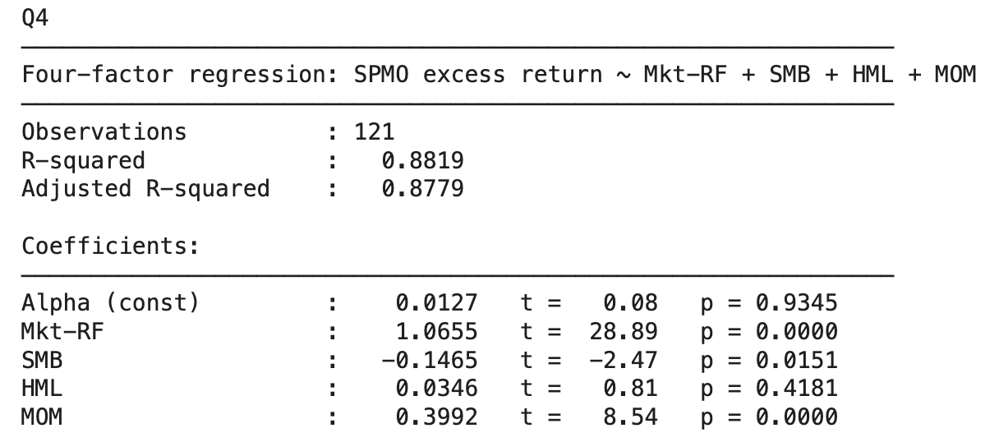 Q4
Four-factor regression: SPMO excess return ~ Mkt-RF + SMB + HML + MOM
Observations : 121
R-squared : 0.8819
Adjusted R-squared : 0.8779
Coefficients:
Alpha (const) : 0.0127 t = 0.08 p = 0.9345
Mkt-RF : 1.0655 t = 28.89 p = 0.0000
SMB : -0.1465 t = -2.47 p = 0.0151
HML : 0.0346 t = 0.81 p = 0.4181
MOM : 0.3992 t = 8.54 p = 0.0000